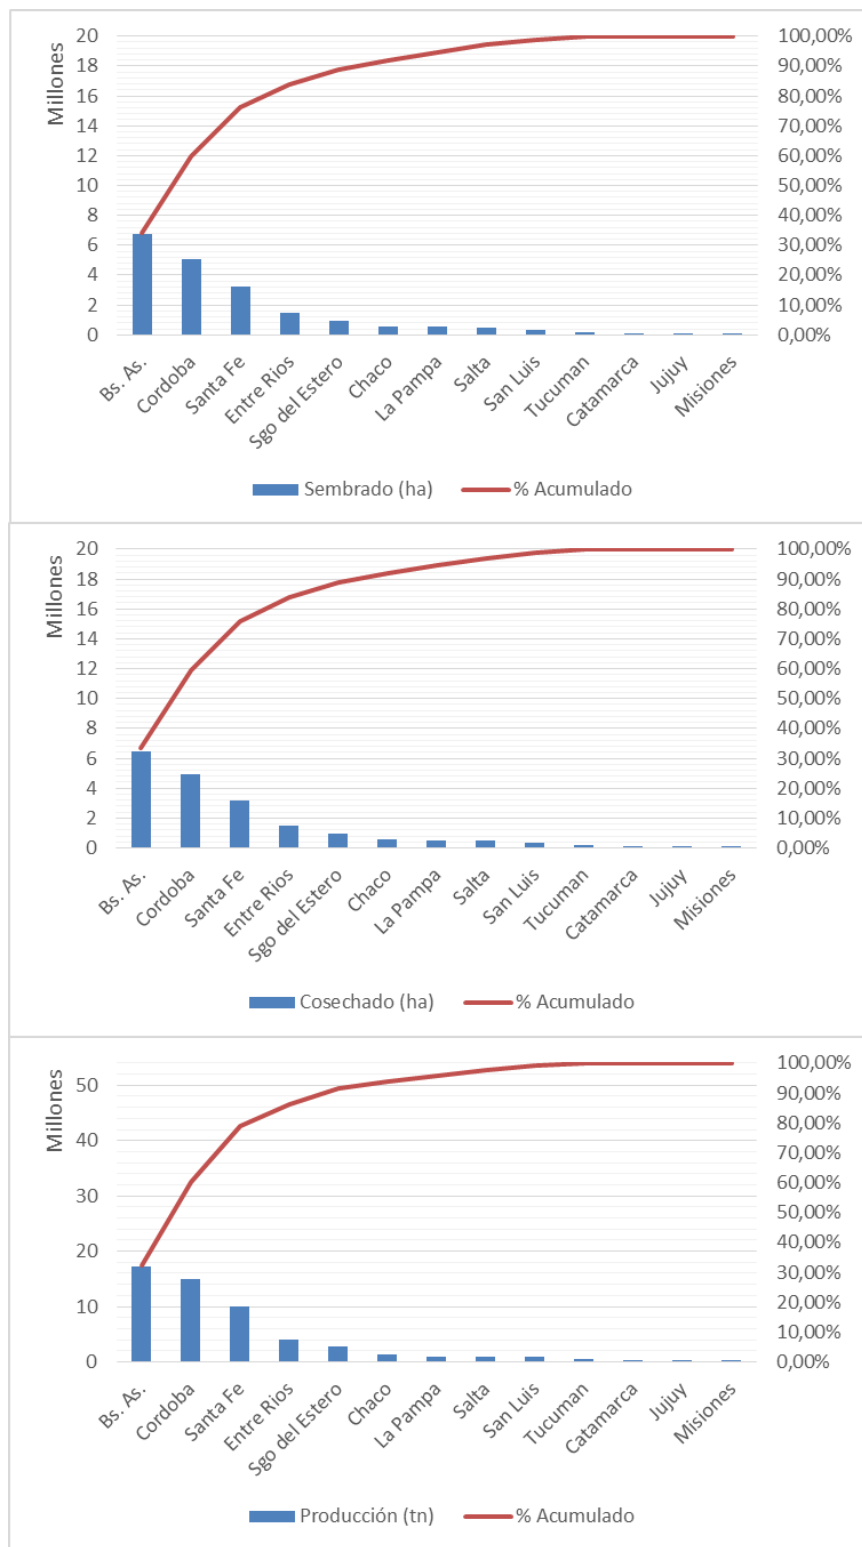 Millones
20
18
16
14
12
10
8
6
4
2
0
100,00%
90,00%
80,00%
70,00%
60,00%
50,00%
40,00%
30,00%
20,00%
10,00%
0,00%
Bs. As.
Cordoba
Santa Fe
Entre Rios
Sgo del Estero
Chaco
La Pampa
Salta
San Luis
Tucuman
Catamarca
Jujuy
Misiones
Sembrado (ha)
% Acumulado
Millones
20
18
16
14
12
10
8
6
4
2
0
100,00%
90,00%
80,00%
70,00%
60,00%
50,00%
40,00%
30,00%
20,00%
10,00%
0,00%
Bs. As.
Cordoba
Santa Fe
Entre Rios
Sgo del Estero
Chaco
La Pampa
Salta
San Luis
Tucuman
Catamarca
Jujuy
Misiones
Cosechado (ha)
% Acumulado
Millones
50
40
30
20
10
0
100,00%
90,00%
80,00%
70,00%
60,00%
50,00%
40,00%
30,00%
20,00%
10,00%
0,00%
Bs. As.
Cordoba
Santa Fe
Entre Rios
Sgo del Estero
Chaco
La Pampa
Salta
San Luis
Tucuman
Catamarca
Jujuy
Misiones
Producción (tn)
% Acumulado